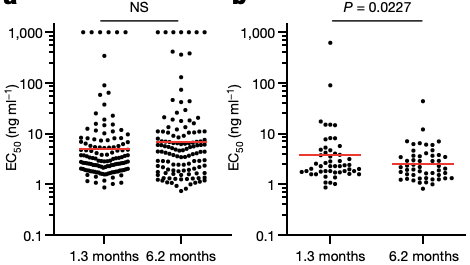 a
NS
1,000
100
10
1
0.1
EC50 (ng ml−1)
1.3 months 6.2 months
b
P = 0.0227
1,000
100
10
1
0.1
EC50 (ng ml−1)
1.3 months 6.2 months